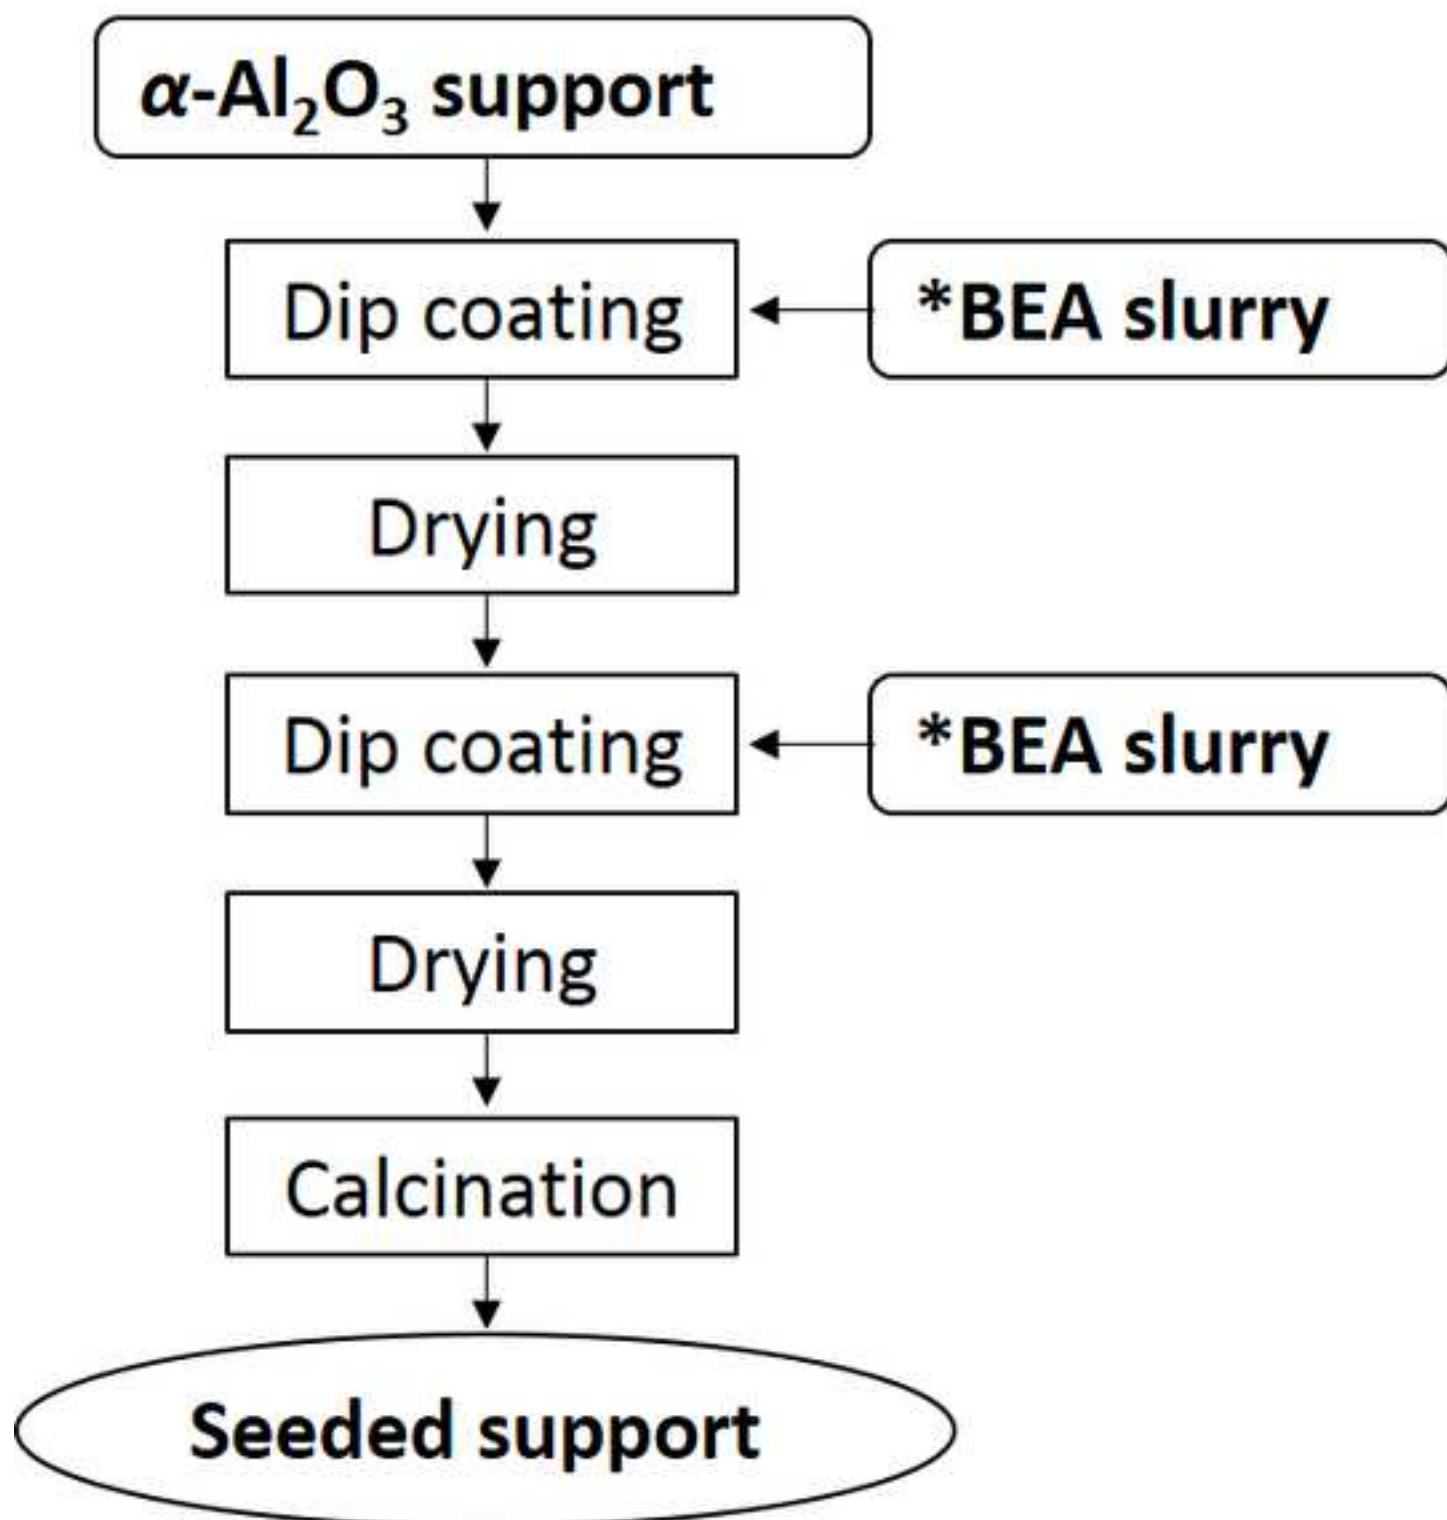 α-Al₂O₃ support
Dip coating
*BEA slurry
Drying
Dip coating
*BEA slurry
Drying
Calcination
Seeded support